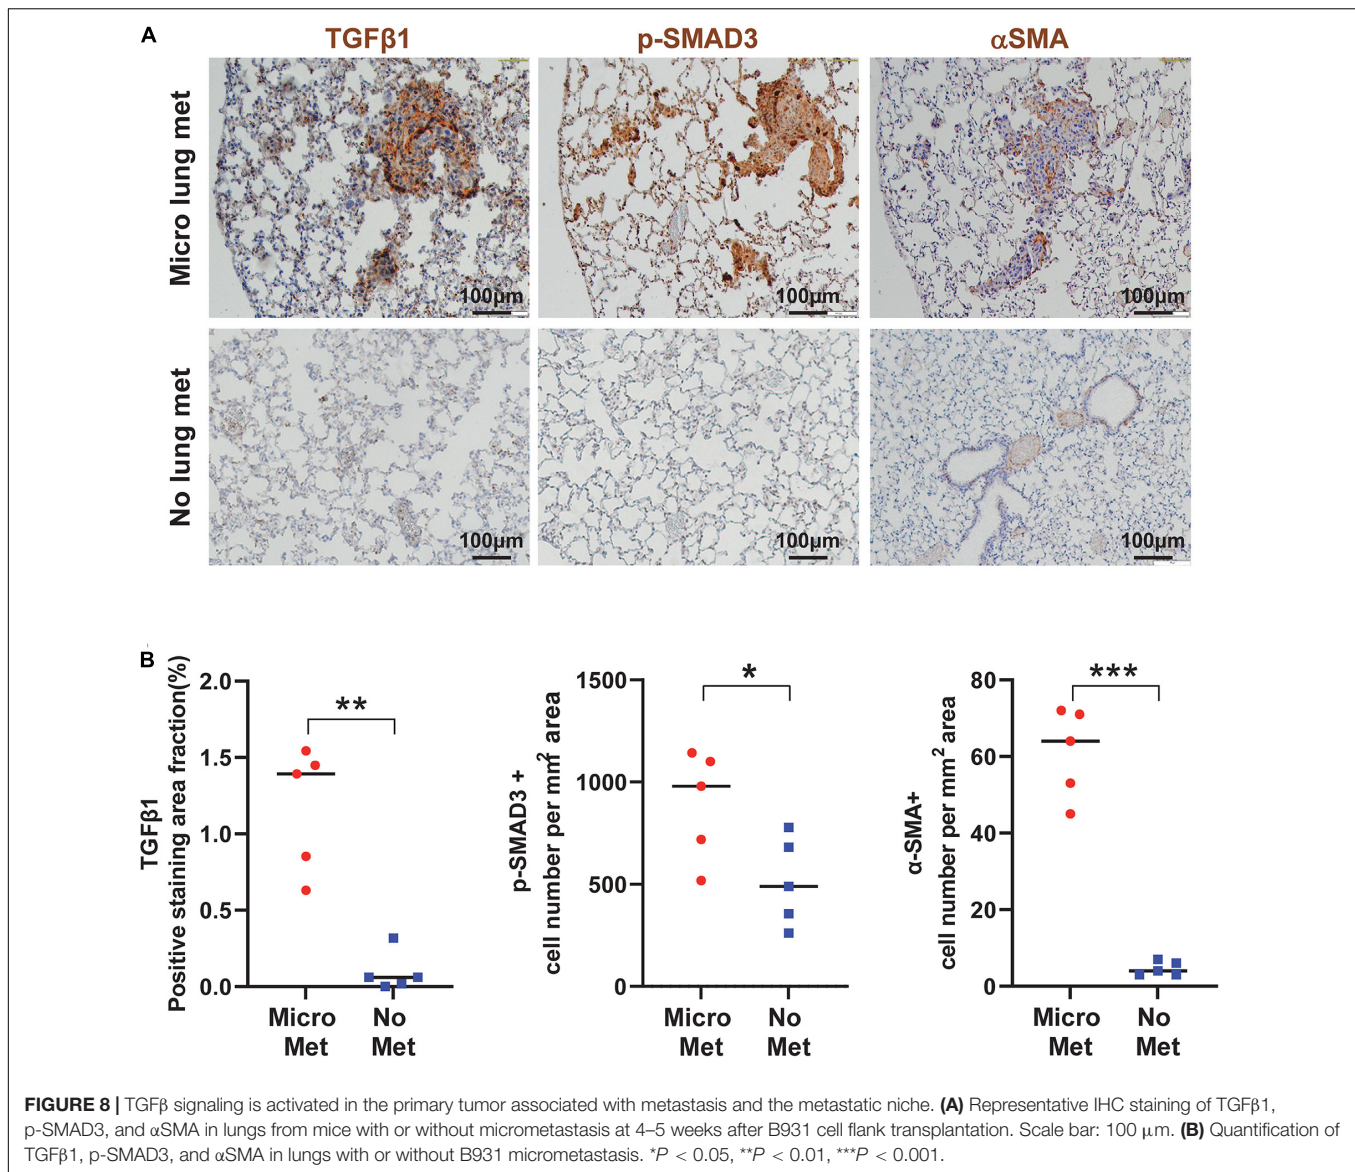 A
TGFβ1
p-SMAD3
αSMA
Micro lung met
100μm
100μm
100μm
No lung met
100μm
100μm
100μm
B
TGFβ1
Positive staining area fraction(%)
2.0
1.5
1.0
0.5
0.0
**
Micro
Met
No
Met
p-SMAD3 +
cell number per mm² area
1500
1000
500
0
*
Micro
Met
No
Met
α-SMA+
cell number per mm² area
80
60
40
20
0
***
Micro
Met
No
Met
FIGURE 8 | TGFβ signaling is activated in the primary tumor associated with metastasis and the metastatic niche. (A) Representative IHC staining of TGFβ1,
p-SMAD3, and αSMA in lungs from mice with or without micrometastasis at 4–5 weeks after B931 cell flank transplantation. Scale bar: 100 μm. (B) Quantification of
TGFβ1, p-SMAD3, and αSMA in lungs with or without B931 micrometastasis. *P < 0.05, **P < 0.01, ***P < 0.001.